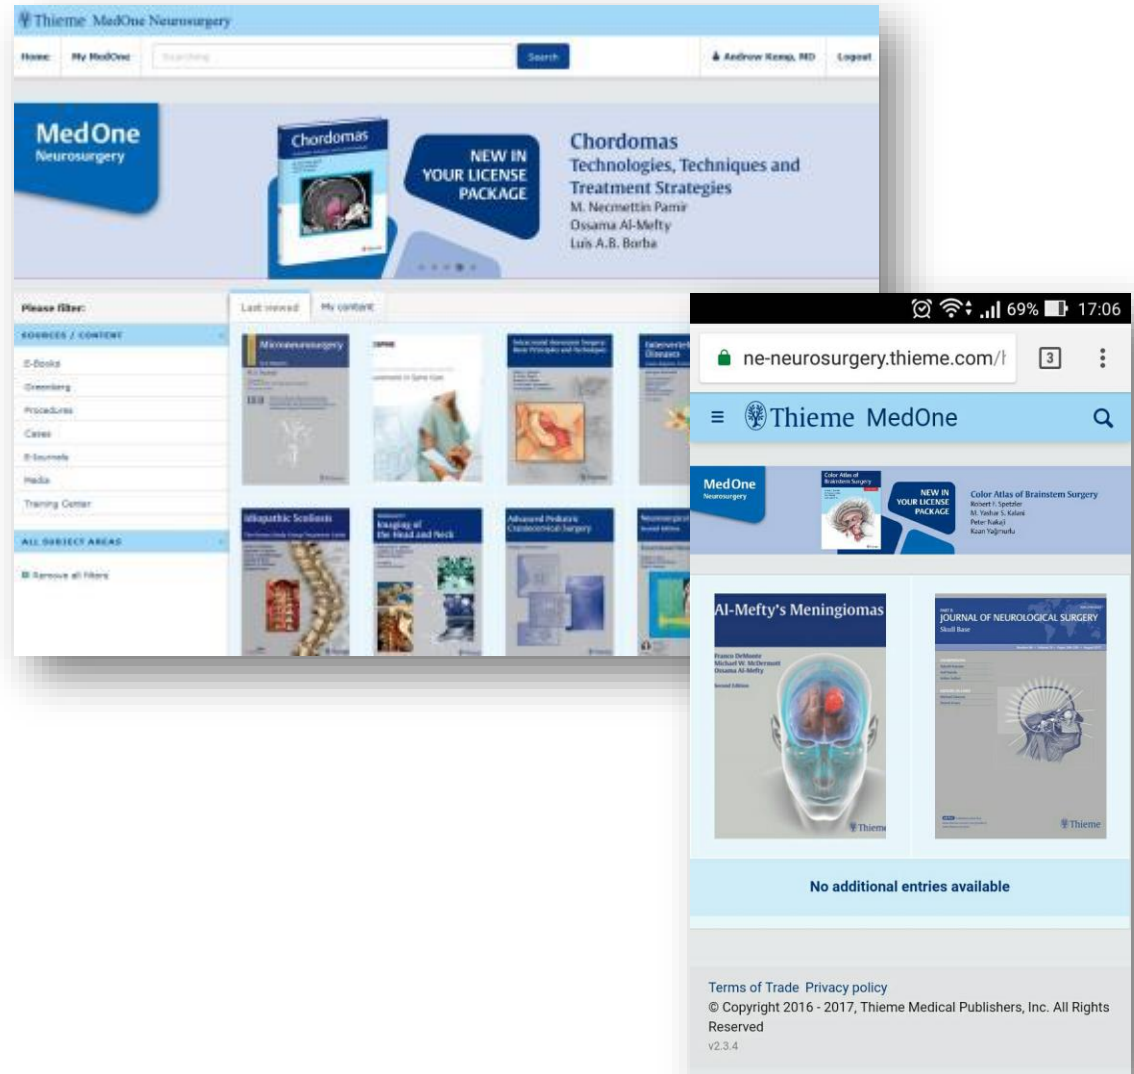 Thieme MedOne Neurosurgery
Home My MedOne Searching Search Andrew Kemp, MD Logout
MedOne
Neurosurgery
Chordomas
NEW IN
YOUR LICENSE
PACKAGE
Chordomas
Technologies, Techniques and
Treatment Strategies
M. Necmettin Pamir
Ossama Al-Mefty
Luis A.B. Borba
Please filter:
Last viewed My content
SOURCES / CONTENT
E-Books
Greenberg
Procedures
Cases
E-Journals
Media
Training Center
ALL SUBJECT AREAS
Remove all filters
Microneurosurgery
Idiopathic Scoliosis
Imaging of
the Head and Neck
Advanced Pediatric
Craniocervical Surgery
69% 17:06
ne-neurosurgery.thieme.com/h 3
Thieme MedOne
MedOne
Neurosurgery
Color Atlas of
Brainstem Surgery
NEW IN
YOUR LICENSE
PACKAGE
Color Atlas of Brainstem Surgery
Robert F. Spetzler
M. Yashar S. Kalani
Peter Nakaji
Kaan Yağmurlu
Al-Mefty's Meningiomas
Franco DeMonte
Michael W. McDermott
Ossama Al-Mefty
Second Edition
Thieme
JOURNAL OF NEUROLOGICAL SURGERY
Skull Base
Thieme
No additional entries available
Terms of Trade Privacy policy
© Copyright 2016 - 2017, Thieme Medical Publishers, Inc. All Rights
Reserved
v2.3.4